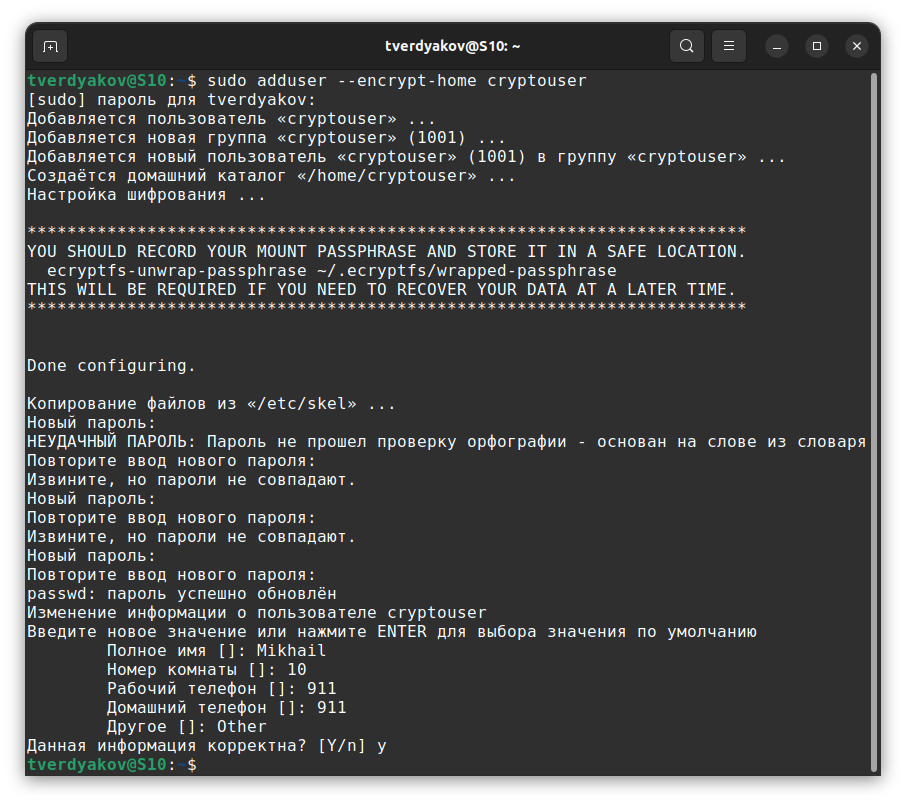 tverdyakov@S10: ~
tverdyakov@S10:~$ sudo adduser --encrypt-home cryptouser
[sudo] пароль для tverdyakov:
Добавляется пользователь «cryptouser» ...
Добавляется новая группа «cryptouser» (1001) ...
Добавляется новый пользователь «cryptouser» (1001) в группу «cryptouser» ...
Создаётся домашний каталог «/home/cryptouser» ...
Настройка шифрования ...
************************************************************************
YOU SHOULD RECORD YOUR MOUNT PASSPHRASE AND STORE IT IN A SAFE LOCATION.
  ecryptfs-unwrap-passphrase ~/.ecryptfs/wrapped-passphrase
THIS WILL BE REQUIRED IF YOU NEED TO RECOVER YOUR DATA AT A LATER TIME.
************************************************************************
Done configuring.
Копирование файлов из «/etc/skel» ...
Новый пароль:
НЕУДАЧНЫЙ ПАРОЛЬ: Пароль не прошел проверку орфографии - основан на слове из словаря
Повторите ввод нового пароля:
Извините, но пароли не совпадают.
Новый пароль:
Повторите ввод нового пароля:
Извините, но пароли не совпадают.
Новый пароль:
Повторите ввод нового пароля:
passwd: пароль успешно обновлён
Изменение информации о пользователе cryptouser
Введите новое значение или нажмите ENTER для выбора значения по умолчанию
        Полное имя []: Mikhail
        Номер комнаты []: 10
        Рабочий телефон []: 911
        Домашний телефон []: 911
        Другое []: Other
Данная информация корректна? [Y/n] y
tverdyakov@S10:~$